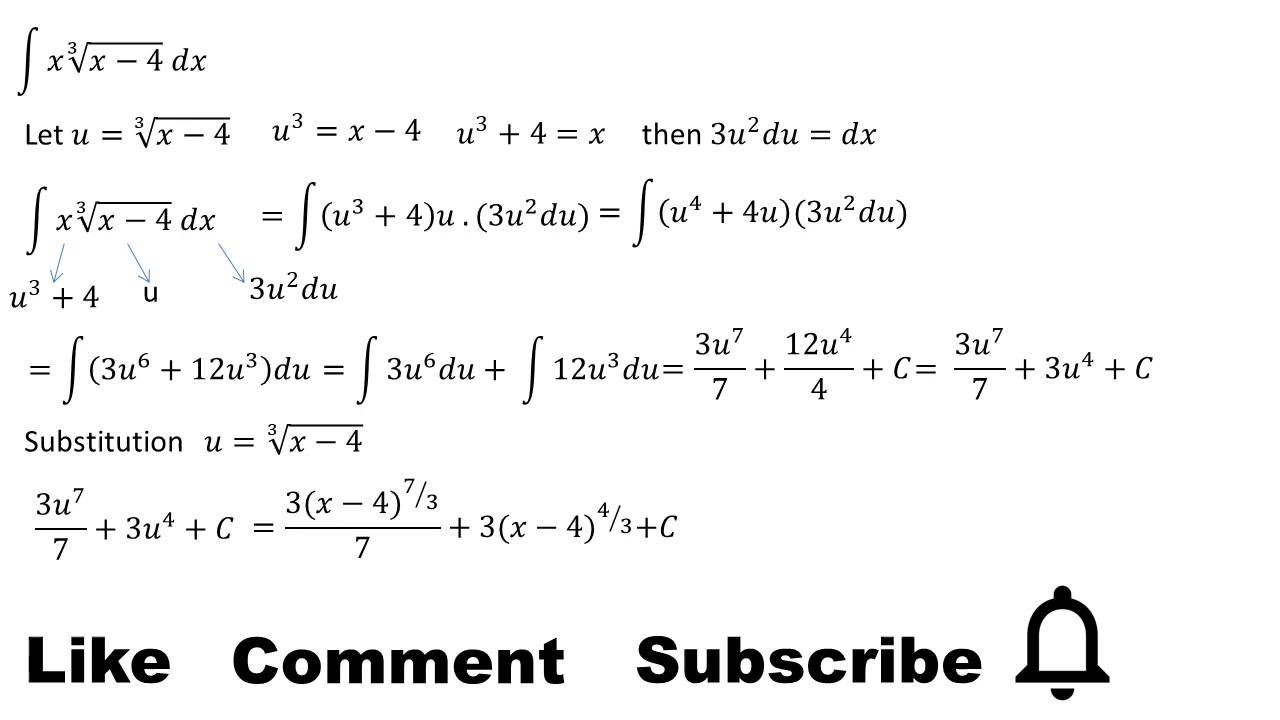 ∫ x∛(x − 4) dx
Let u = ∛(x − 4) u³ = x − 4 u³ + 4 = x then 3u²du = dx
∫ x∛(x − 4) dx = ∫ (u³ + 4)u . (3u²du) = ∫ (u⁴ + 4u)(3u²du)
u³ + 4 u 3u²du
= ∫ (3u⁶ + 12u³)du = ∫ 3u⁶du + ∫ 12u³du= 3u⁷/7 + 12u⁴/4 + C= 3u⁷/7 + 3u⁴ + C
Substitution u = ∛(x − 4)
3u⁷/7 + 3u⁴ + C = 3(x − 4)^(7/3)/7 + 3(x − 4)^(4/3)+C
Like Comment Subscribe